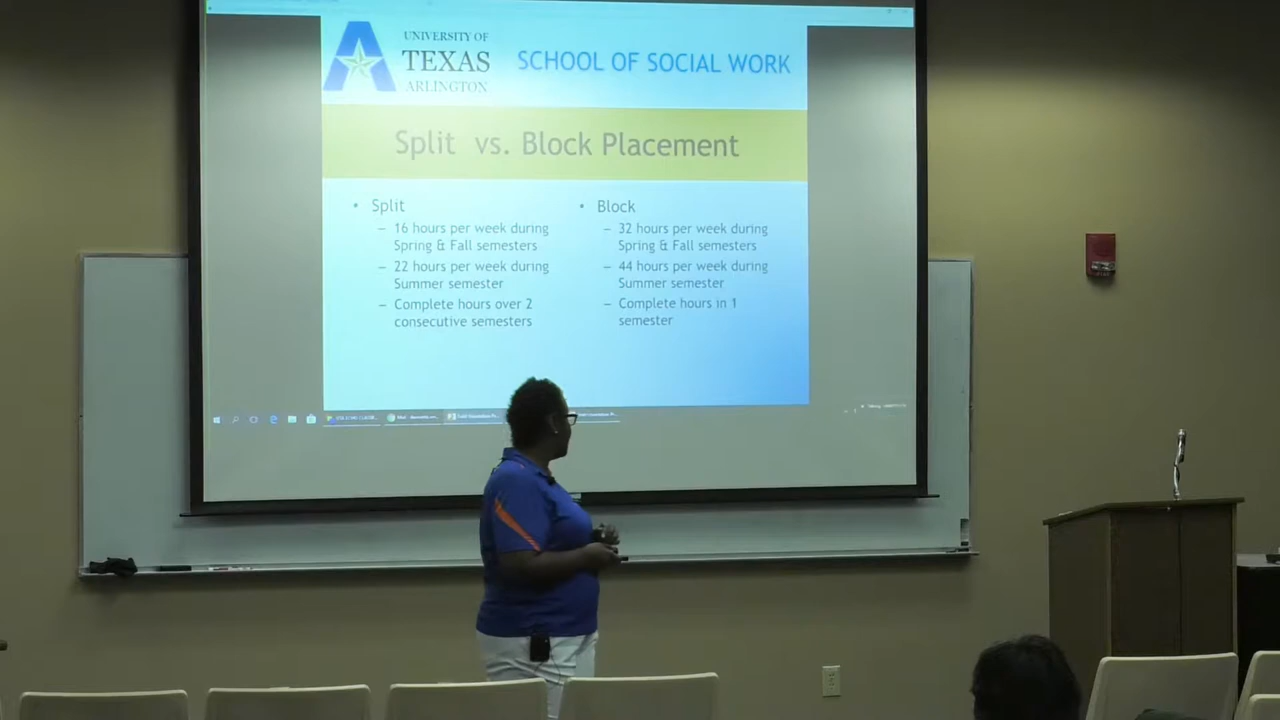 UNIVERSITY OF
TEXAS
ARLINGTON
SCHOOL OF SOCIAL WORK
Split vs. Block Placement
• Split
– 16 hours per week during
Spring & Fall semesters
– 22 hours per week during
Summer semester
– Complete hours over 2
consecutive semesters
• Block
– 32 hours per week during
Spring & Fall semesters
– 44 hours per week during
Summer semester
– Complete hours in 1
semester